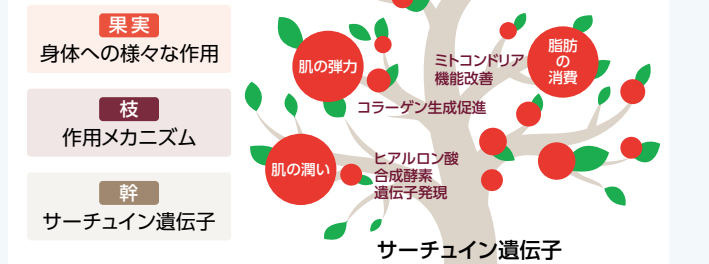 果実
身体への様々な作用
枝
作用メカニズム
幹
サーチュイン遺伝子
肌の弾力
ミトコンドリア
機能改善
脂肪
の
消費
コラーゲン生成促進
肌の潤い
ヒアルロン酸
合成酵素
遺伝子発現
サーチュイン遺伝子